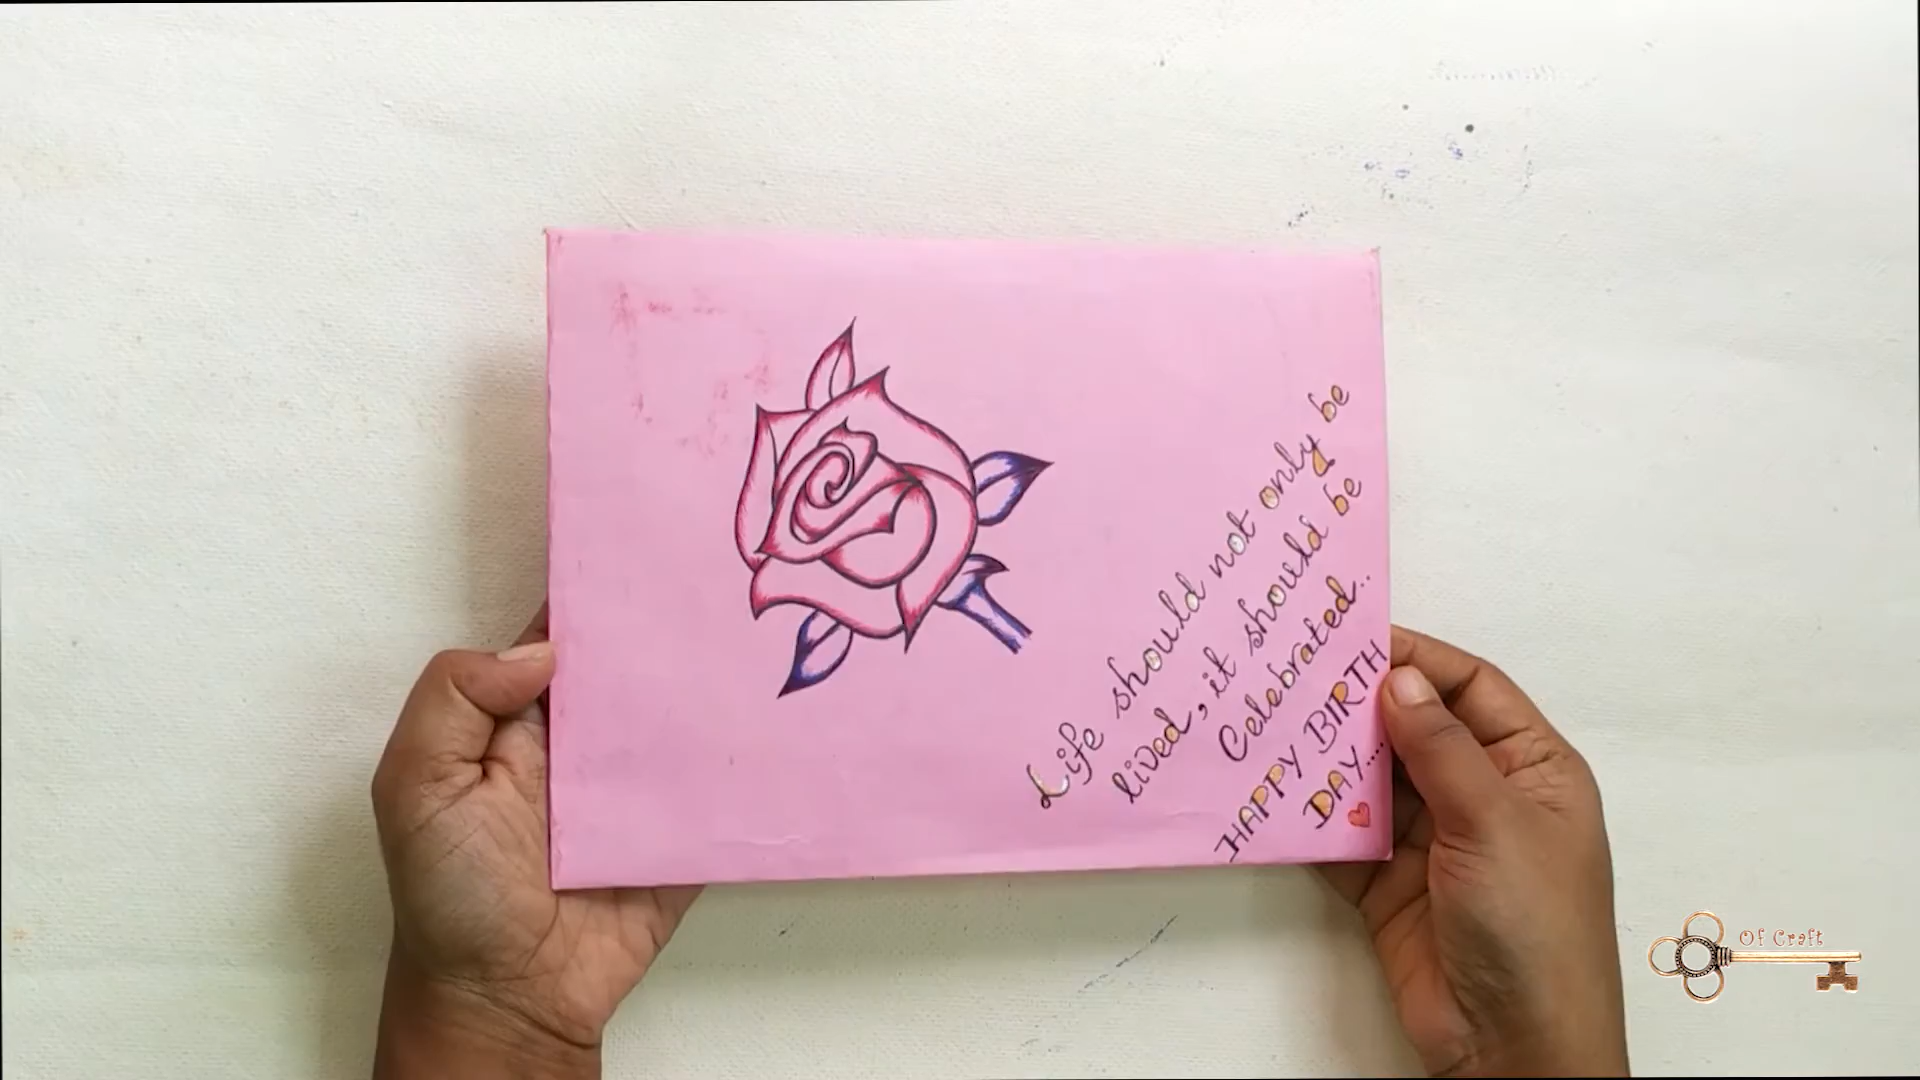 Life should not only be
lived, it should be
Celebrated..
HAPPY BIRTH
DAY.....
Of Craft